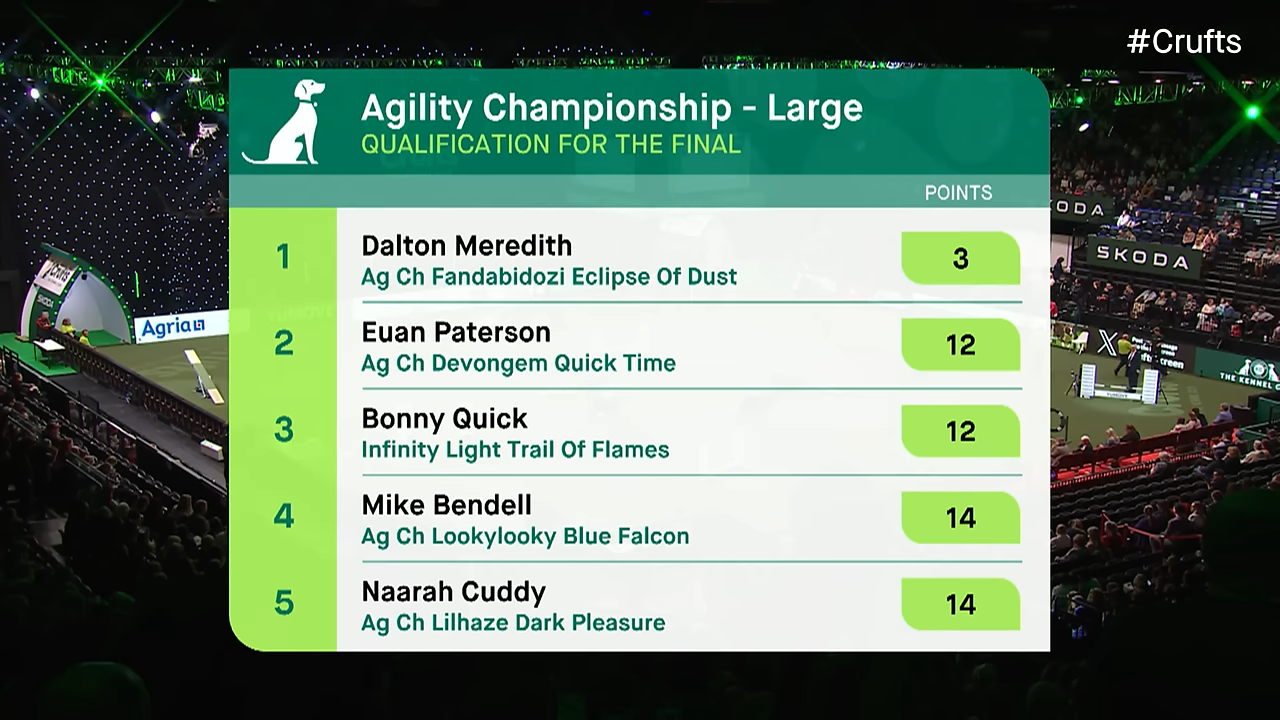 #Crufts
Agility Championship - Large
QUALIFICATION FOR THE FINAL
POINTS
1
Dalton Meredith
Ag Ch Fandabidozi Eclipse Of Dust
3
2
Euan Paterson
Ag Ch Devongem Quick Time
12
3
Bonny Quick
Infinity Light Trail Of Flames
12
4
Mike Bendell
Ag Ch Lookylooky Blue Falcon
14
5
Naarah Cuddy
Ag Ch Lilhaze Dark Pleasure
14
Agria
SKODA
SKODA
THE KENNEL